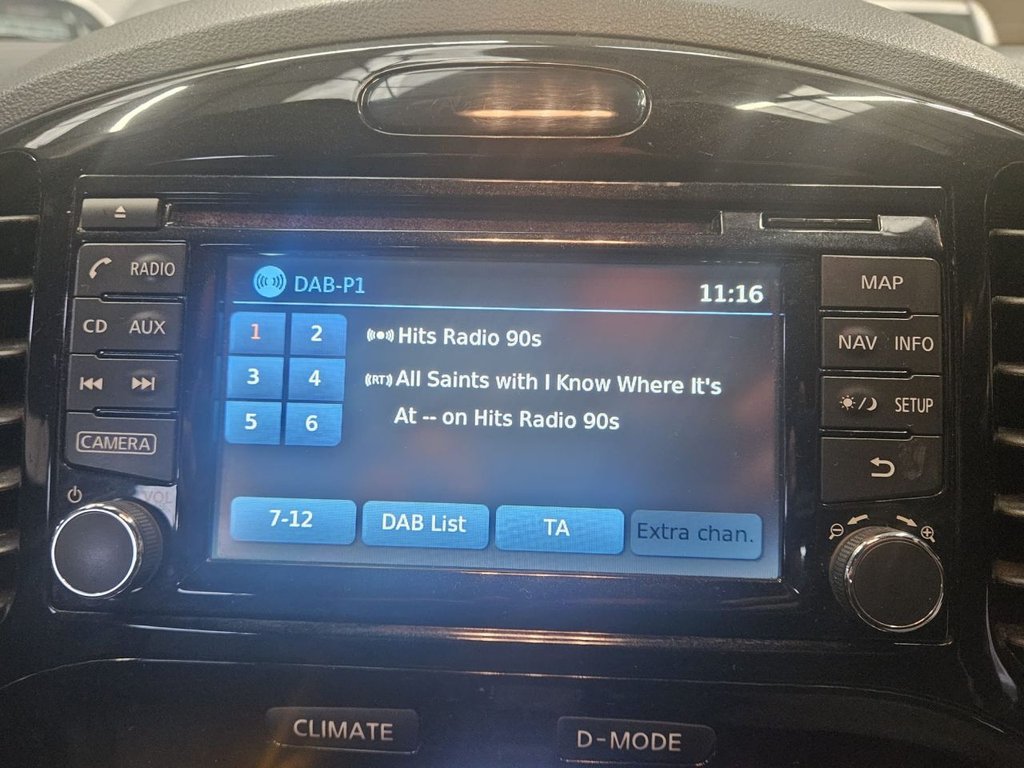 DAB-P1
11:16
RADIO
MAP
1 2
Hits Radio 90s
CD AUX
NAV INFO
3 4
(RT) All Saints with I Know Where It's
At -- on Hits Radio 90s
SETUP
5 6
CAMERA
VOL
7-12
DAB List
TA
Extra chan.
CLIMATE
D-MODE